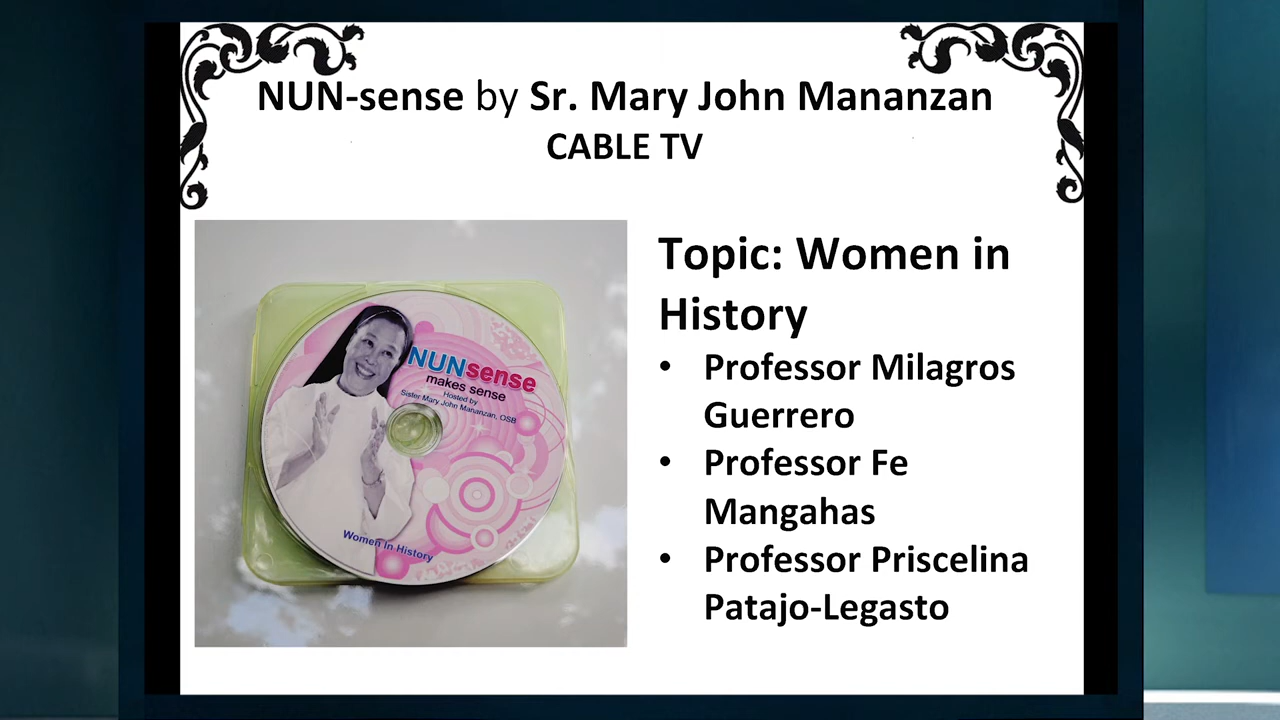 NUN-sense by Sr. Mary John Mananzan
CABLE TV
NUNsense
makes sense
Hosted by
Sister Mary John Mananzan, OSB
Women In History
Topic: Women in
History
• Professor Milagros
Guerrero
• Professor Fe
Mangahas
• Professor Priscelina
Patajo-Legasto